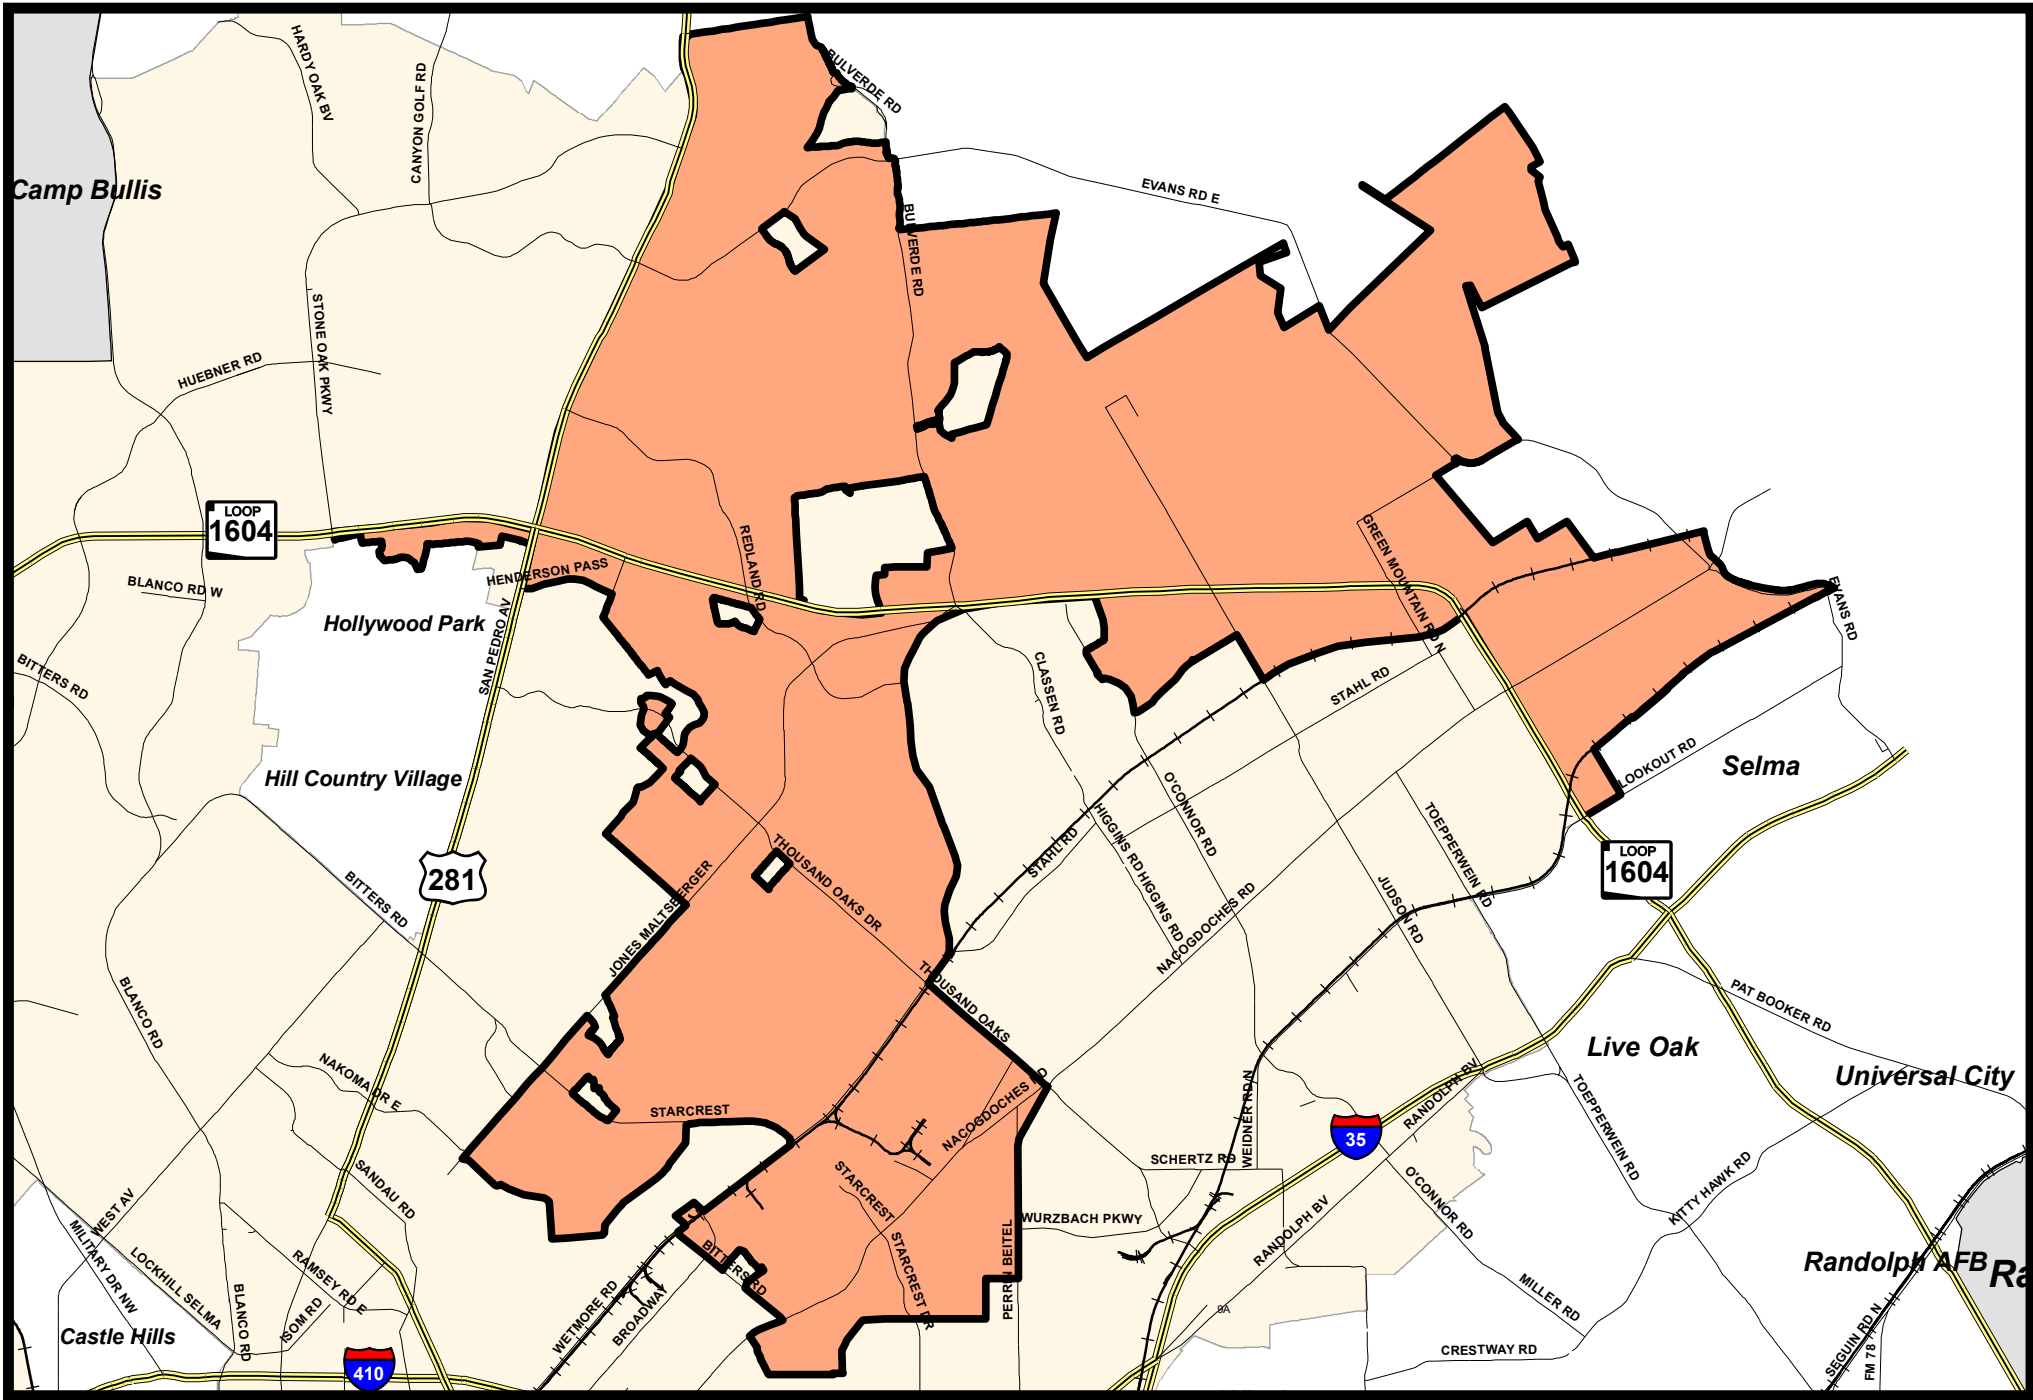 HARDY OAK BV
CANYON GOLF RD
BULVERDE RD
Camp Bullis
EVANS RD E
BULVERDE RD
STONE OAK PKWY
HUEBNER RD
LOOP
1604
REDLAND RD
GREEN MOUNTAIN RD N
HENDERSON PASS
BLANCO RD W
EVANS RD
Hollywood Park
SAN PEDRO AV
BITTERS RD
CLASSEN RD
STAHL RD
Hill Country Village
LOOKOUT RD
Selma
O'CONNOR RD
HIGGINS RD
HIGGINS RD
TOEPPERWEIN RD
STAHL RD
THOUSAND OAKS DR
JONES MALTSBERGER
281
LOOP
1604
BITTERS RD
JUDSON RD
NACOGDOCHES RD
THOUSAND OAKS
BLANCO RD
PAT BOOKER RD
Live Oak
Universal City
NAKOMA DR E
STARCREST
NACOGDOCHES RD
WEIDNER RD N
RANDOLPH BV
TOEPPERWEIN RD
35
SCHERTZ RD
SANDAU RD
STARCREST
O'CONNOR RD
KITTY HAWK RD
WEST AV
MILITARY DR NW
LOCKHILL SELMA
WURZBACH PKWY
PERRIN BEITEL
RANDOLPH BV
BITTERS RD
STARCREST DR
RAMSEY RD E
Randolph AFB
Ra
MILLER RD
BLANCO RD
ISOM RD
WETMORE RD
BROADWAY
9A
Castle Hills
410
CRESTWAY RD
SEGUIN RD N
FM 78